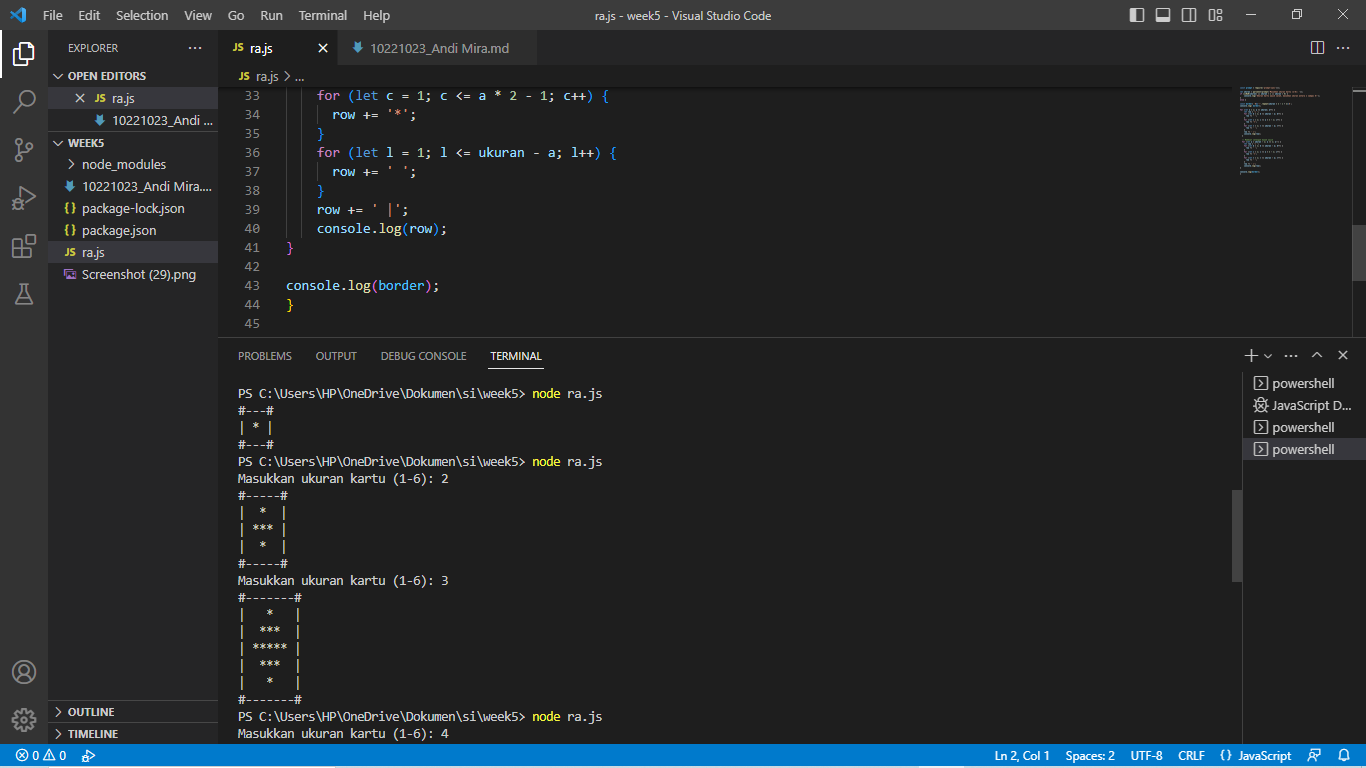 File Edit Selection View Go Run Terminal Help
ra.js - week5 - Visual Studio Code
EXPLORER
OPEN EDITORS
JS ra.js
10221023_Andi ...
WEEK5
node_modules
10221023_Andi Mira....
{} package-lock.json
{} package.json
JS ra.js
Screenshot (29).png
OUTLINE
TIMELINE
JS ra.js
10221023_Andi Mira.md
JS ra.js > ...
33 for (let c = 1; c <= a * 2 - 1; c++) {
34 row += '*';
35 }
36 for (let l = 1; l <= ukuran - a; l++) {
37 row += ' ';
38 }
39 row += ' |';
40 console.log(row);
41 }
42
43 console.log(border);
44 }
45
PROBLEMS OUTPUT DEBUG CONSOLE TERMINAL
PS C:\Users\HP\OneDrive\Dokumen\si\week5> node ra.js
#---#
| * |
#---#
PS C:\Users\HP\OneDrive\Dokumen\si\week5> node ra.js
Masukkan ukuran kartu (1-6): 2
#-----#
|  *  |
| *** |
|  *  |
#-----#
Masukkan ukuran kartu (1-6): 3
#-------#
|   *   |
|  ***  |
| ***** |
|  ***  |
|   *   |
#-------#
PS C:\Users\HP\OneDrive\Dokumen\si\week5> node ra.js
Masukkan ukuran kartu (1-6): 4
powershell
JavaScript D...
powershell
powershell
0 0
Ln 2, Col 1 Spaces: 2 UTF-8 CRLF {} JavaScript